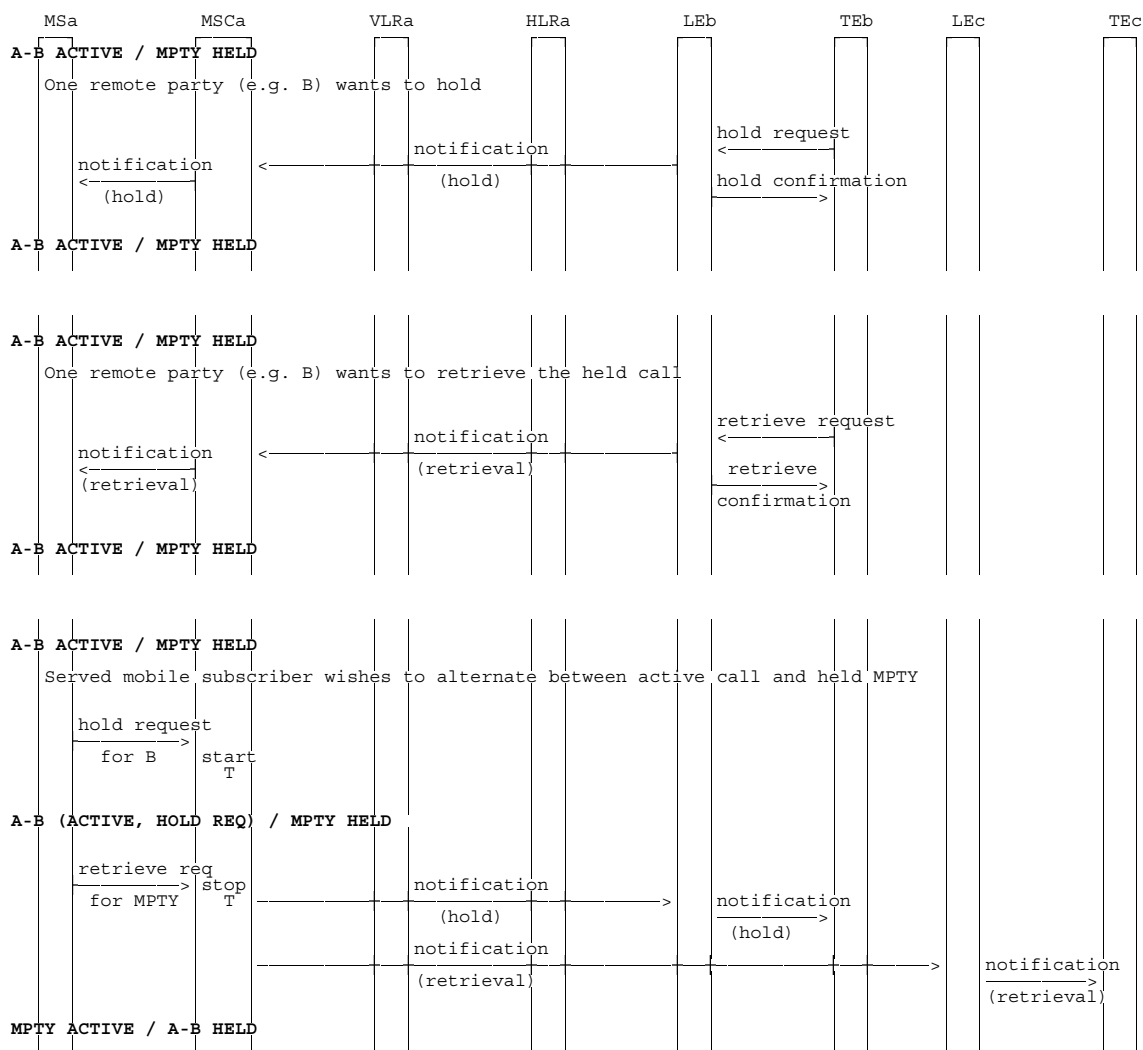 MSa MSCa VLRa HLRa LEb TEb LEc TEc
A-B ACTIVE / MPTY HELD
One remote party (e.g. B) wants to hold
hold request
notification
notification
(hold)
hold confirmation
(hold)
A-B ACTIVE / MPTY HELD
A-B ACTIVE / MPTY HELD
One remote party (e.g. B) wants to retrieve the held call
retrieve request
notification
notification
(retrieval)
retrieve
(retrieval)
confirmation
A-B ACTIVE / MPTY HELD
A-B ACTIVE / MPTY HELD
Served mobile subscriber wishes to alternate between active call and held MPTY
hold request
for B start
T
A-B (ACTIVE, HOLD REQ) / MPTY HELD
retrieve req
stop notification
for MPTY T notification
(hold)
(hold)
notification
notification
(retrieval)
(retrieval)
MPTY ACTIVE / A-B HELD